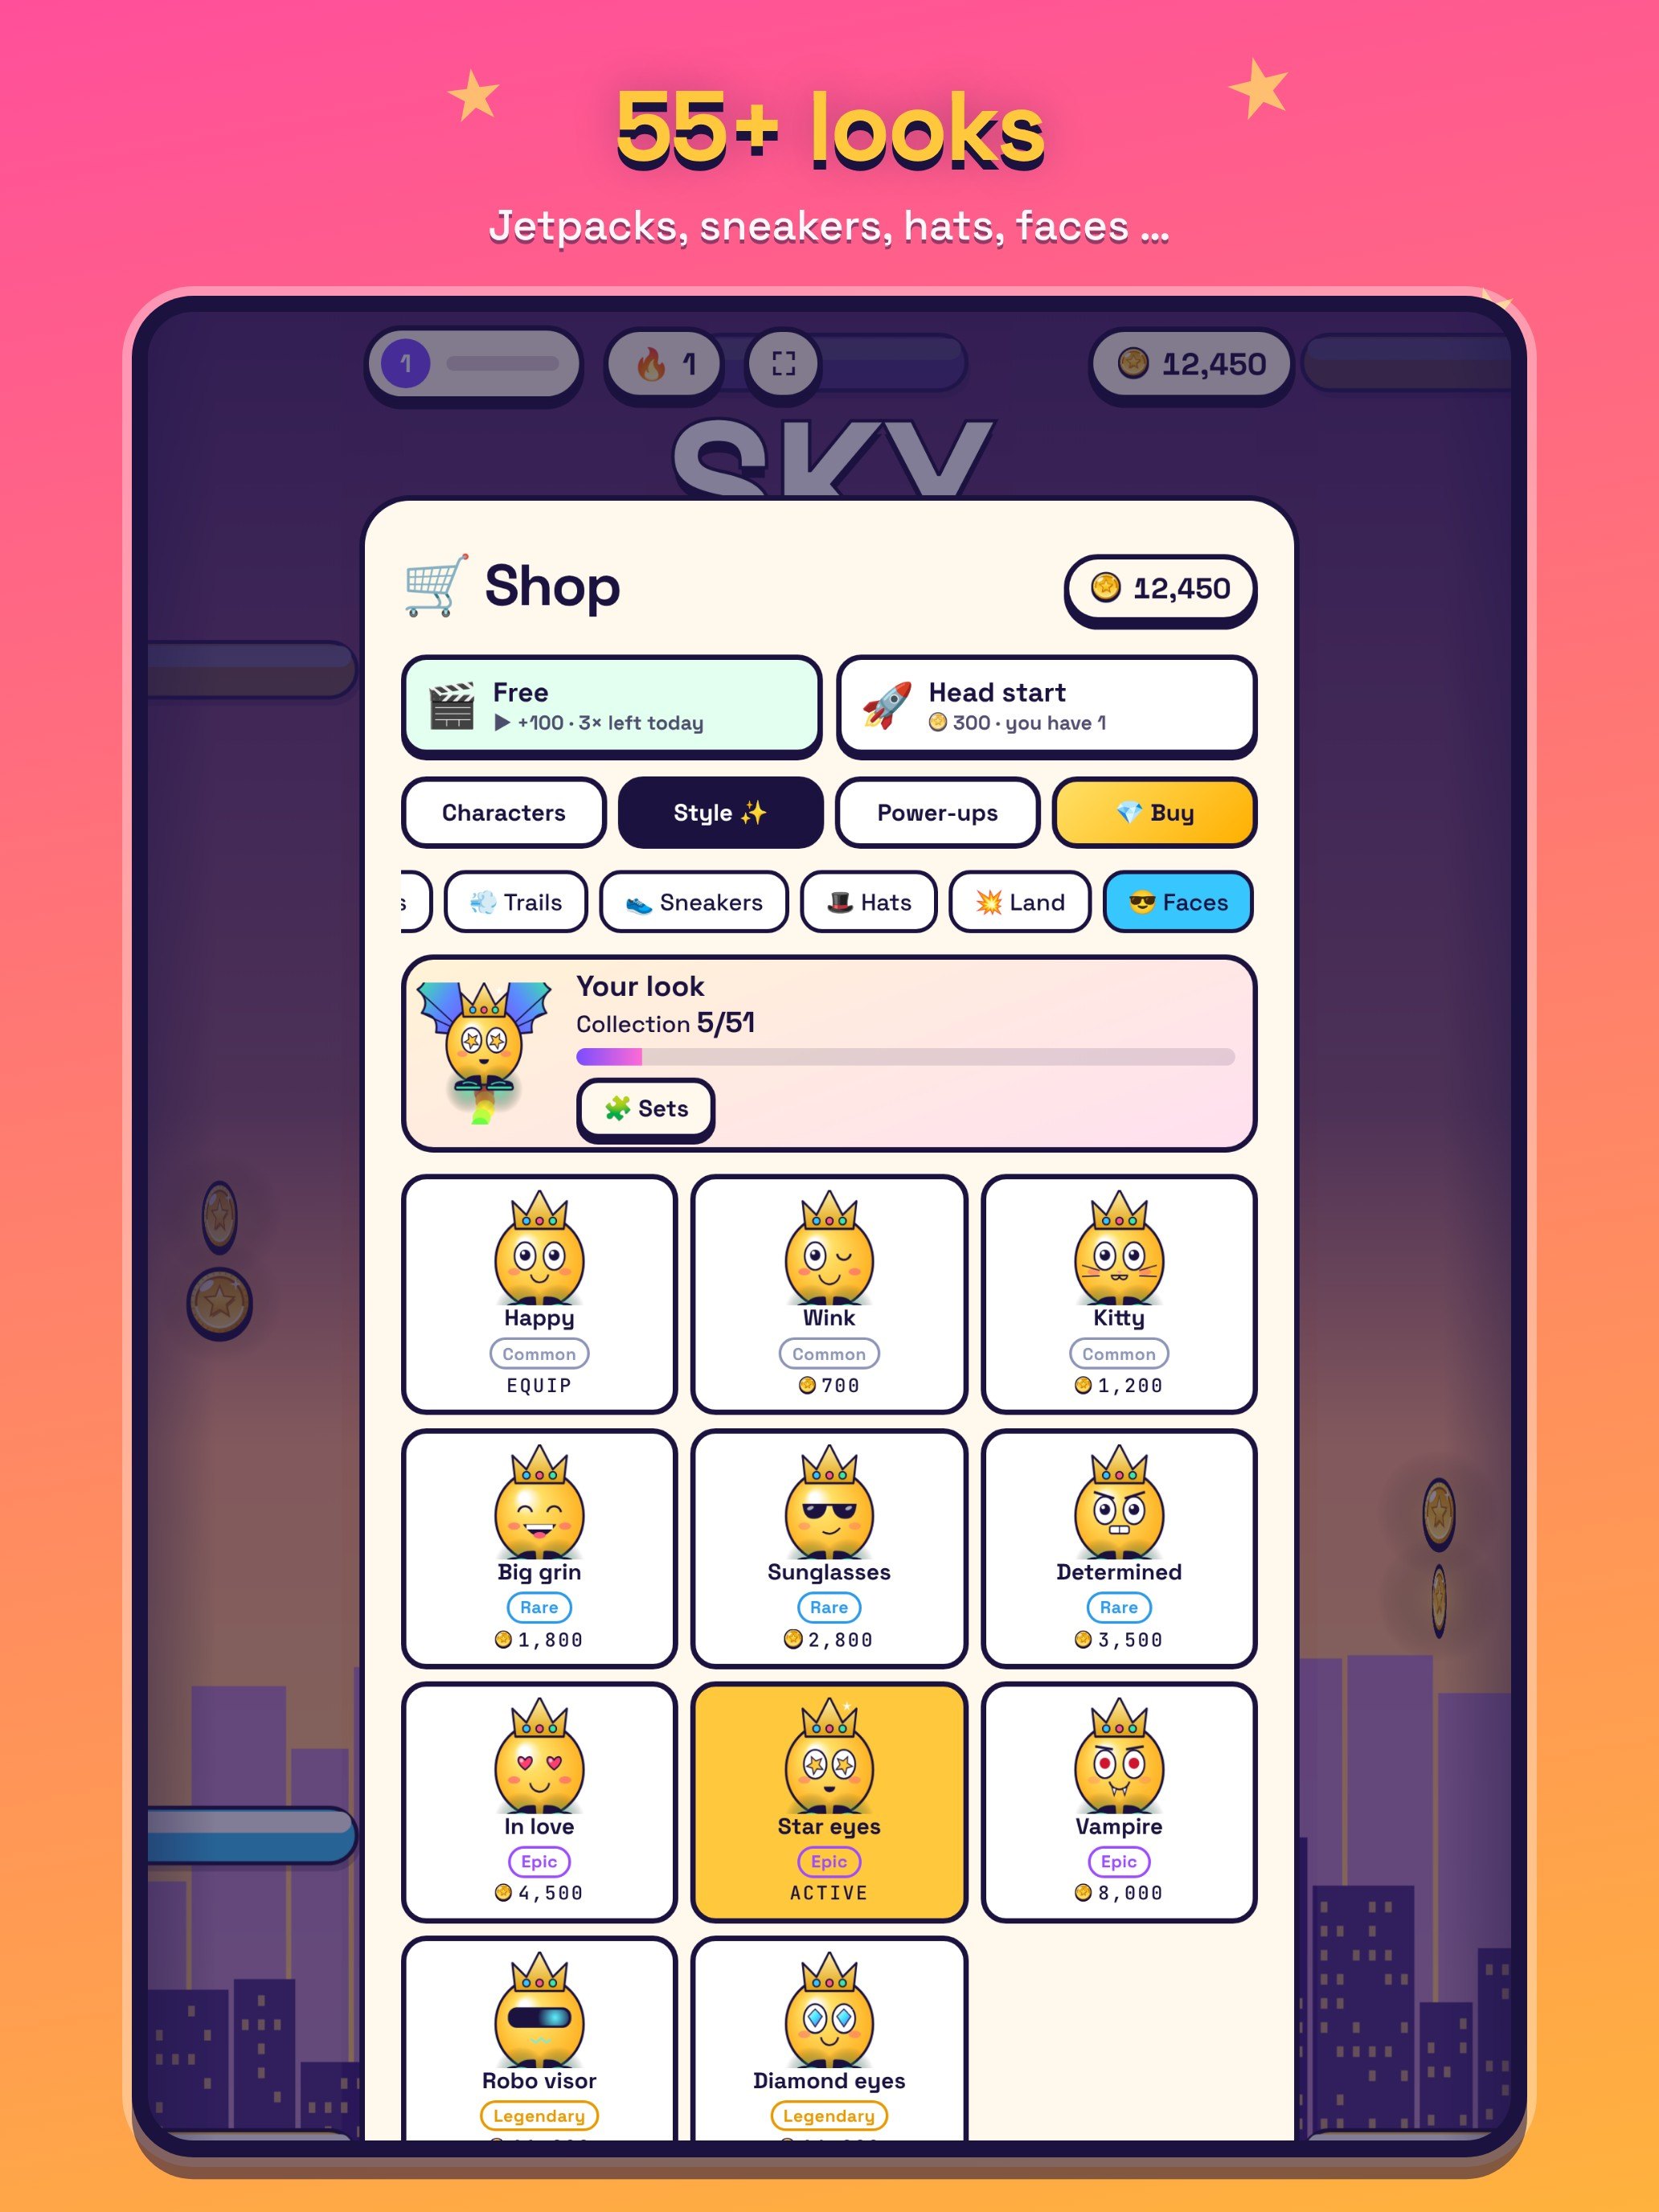 55+ looks
Jetpacks, sneakers, hats, faces ...
1
🔥 1
12,450
SKY
🛒 Shop
12,450
Free
▶ +100 · 3× left today
Head start
300 · you have 1
Characters
Style ✨
Power-ups
💎 Buy
s
Trails
Sneakers
Hats
Land
Faces
Your look
Collection 5/51
Sets
Happy
Common
EQUIP
Wink
Common
700
Kitty
Common
1,200
Big grin
Rare
1,800
Sunglasses
Rare
2,800
Determined
Rare
3,500
In love
Epic
4,500
Star eyes
Epic
ACTIVE
Vampire
Epic
8,000
Robo visor
Legendary
Diamond eyes
Legendary